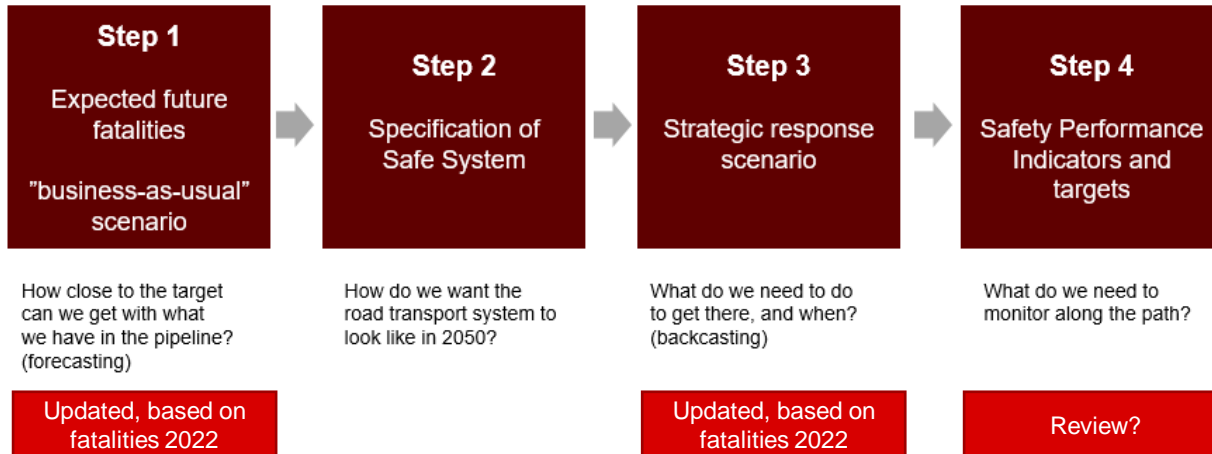 Step 1
Expected future
fatalities
”business-as-usual”
scenario
Step 2
Specification of
Safe System
Step 3
Strategic response
scenario
Step 4
Safety Performance
Indicators and
targets
How close to the target
can we get with what
we have in the pipeline?
(forecasting)
How do we want the
road transport system to
look like in 2050?
What do we need to do
to get there, and when?
(backcasting)
What do we need to
monitor along the path?
Updated, based on
fatalities 2022
Updated, based on
fatalities 2022
Review?